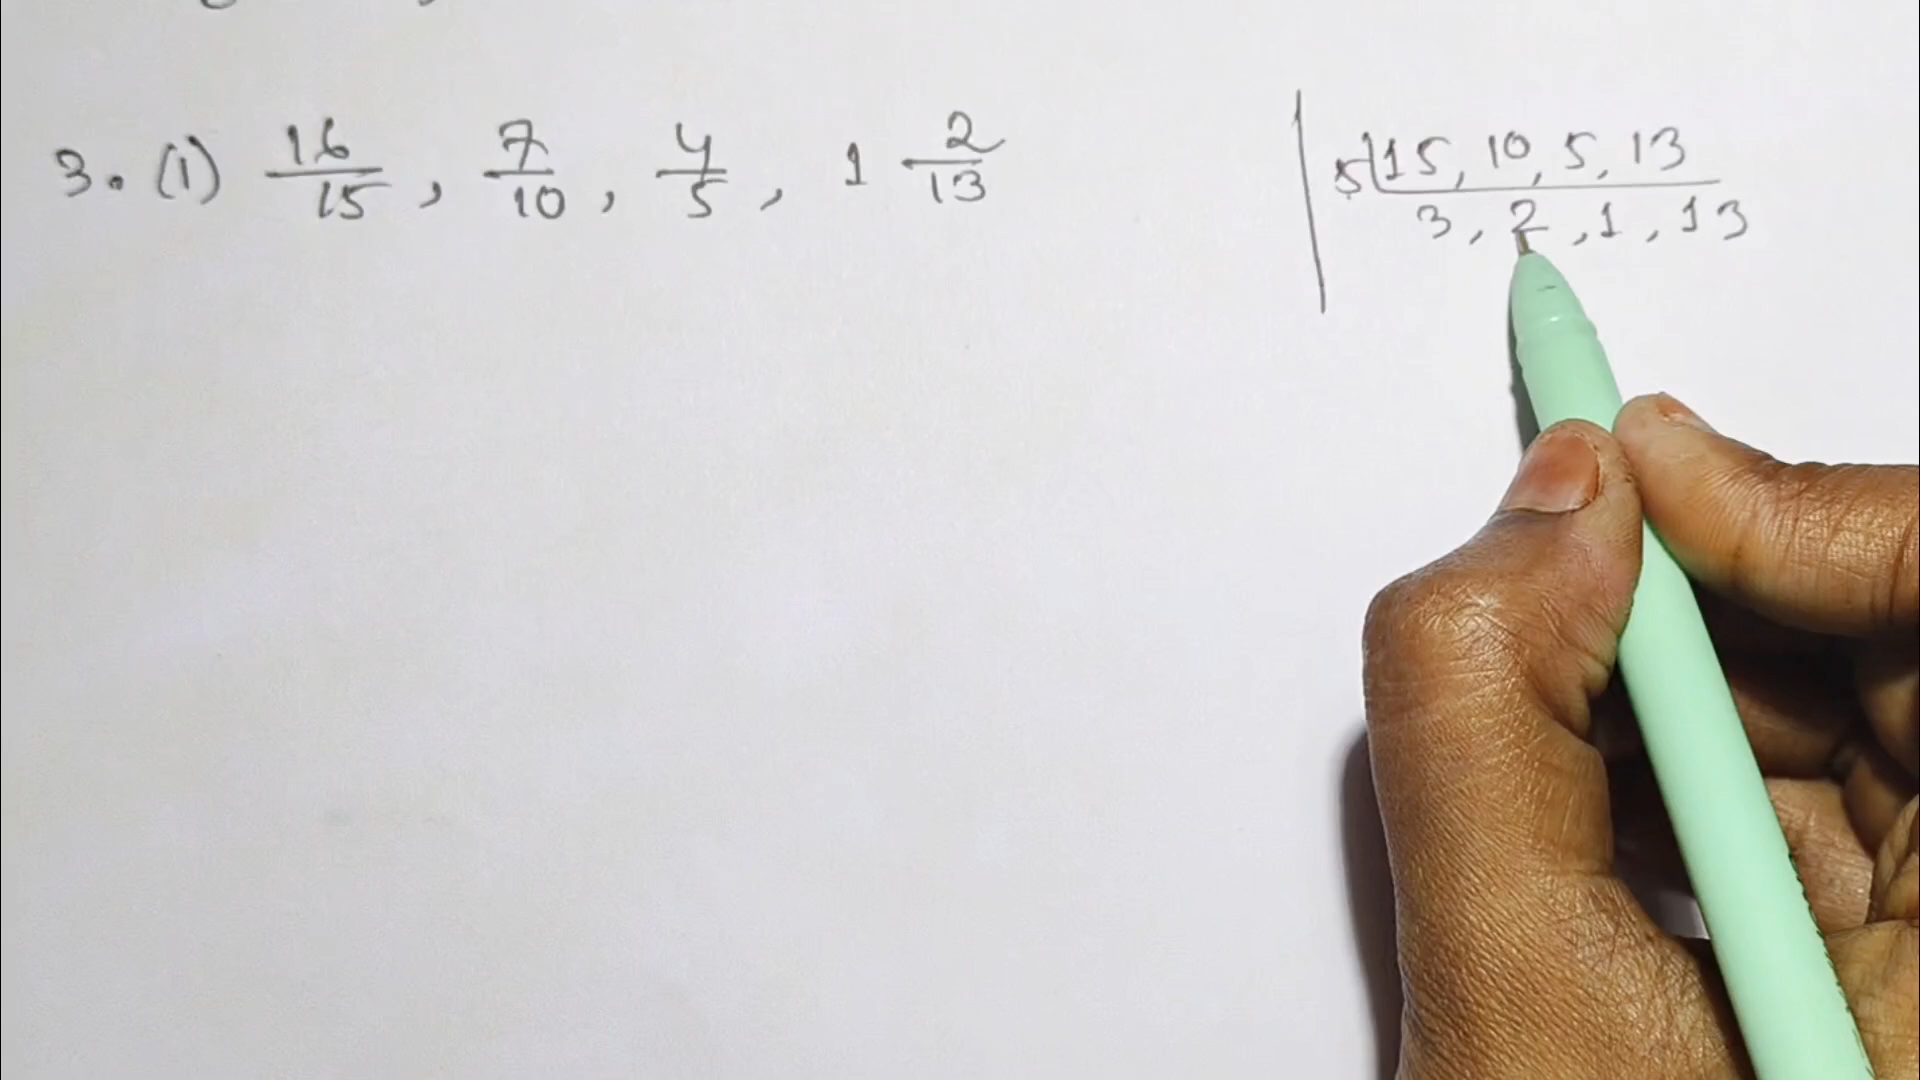 3. (1) 16/15, 7/10, 4/5, 1 2/13
5|15, 10, 5, 13
3, 2, 1, 13